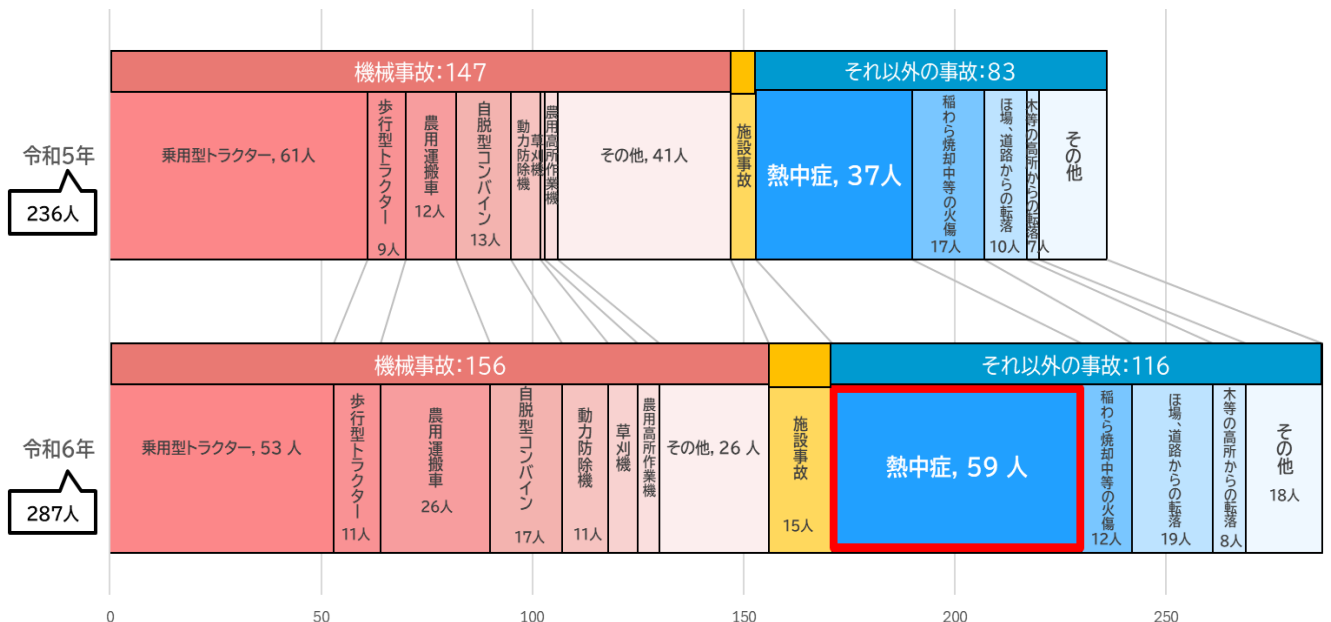 機械事故:147
それ以外の事故:83
令和5年
236人
乗用型トラクター, 61人
歩行型トラクター
9人
農用運搬車
12人
自脱型コンバイン
13人
動力防除機
草刈機
農用高所作業機
その他, 41人
施設事故
熱中症, 37人
稲わら焼却中等の火傷
17人
ほ場、道路からの転落
10人
木等の高所からの転落
7人
その他
機械事故:156
それ以外の事故:116
令和6年
287人
乗用型トラクター, 53 人
歩行型トラクター
11人
農用運搬車
26人
自脱型コンバイン
17人
動力防除機
11人
草刈機
農用高所作業機
その他, 26 人
施設事故
15人
熱中症, 59 人
稲わら焼却中等の火傷
12人
ほ場、道路からの転落
19人
木等の高所からの転落
8人
その他
18人
0
50
100
150
200
250